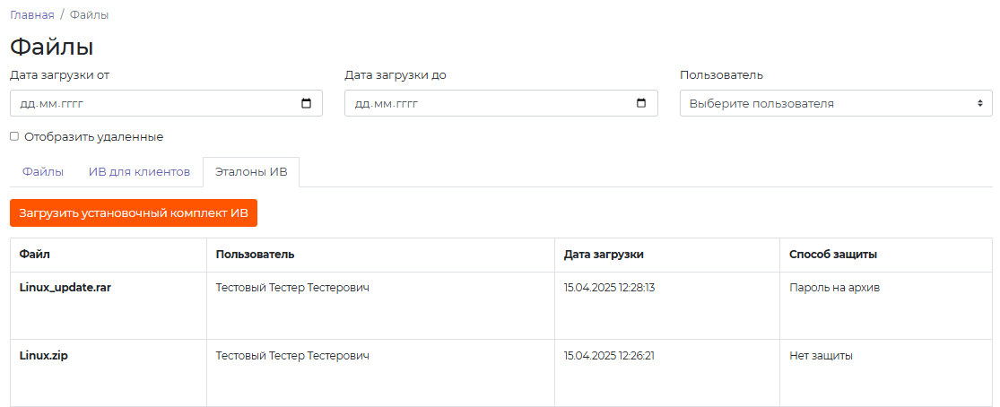 Главная / Файлы
Файлы
Дата загрузки от Дата загрузки до Пользователь
дд.мм.гггг дд.мм.гггг Выберите пользователя
Отобразить удаленные
Файлы ИВ для клиентов Эталоны ИВ
Загрузить установочный комплект ИВ
Файл Пользователь Дата загрузки Способ защиты
Linux_update.rar Тестовый Тестер Тестерович 15.04.2025 12:28:13 Пароль на архив
Linux.zip Тестовый Тестер Тестерович 15.04.2025 12:26:21 Нет защиты